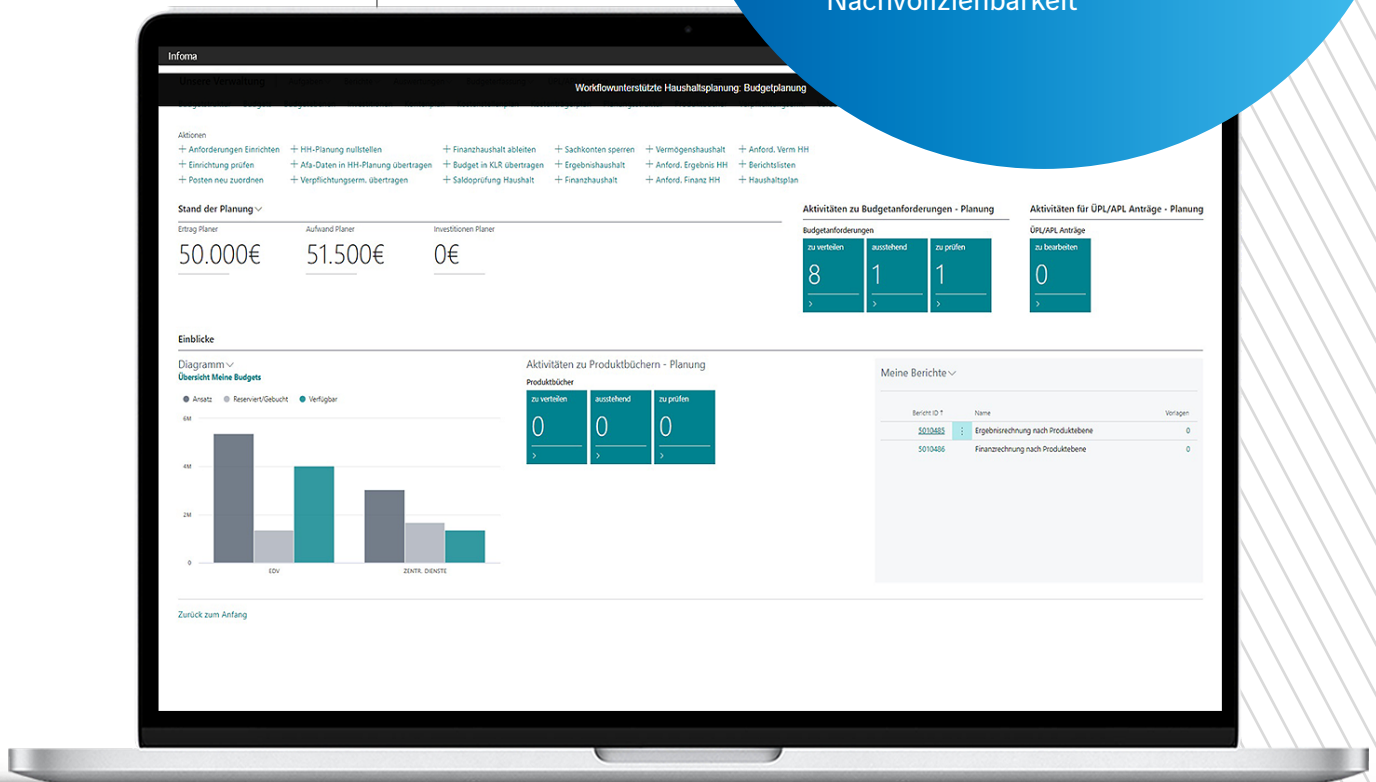 Nachvollziehbarkeit
Infoma
Workflowunterstützte Haushaltsplanung: Budgetplanung
Aktionen
+ Anforderungen Einrichten + HH-Planung nullstellen + Finanzhaushalt ableiten + Sachkonten sperren + Vermögenshaushalt + Anford. Verm HH
+ Einrichtung prüfen + Afa-Daten in HH-Planung übertragen + Budget in KLR übertragen + Ergebnishaushalt + Anford. Ergebnis HH + Berichtslisten
+ Posten neu zuordnen + Verpflichtungserm. übertragen + Saldoprüfung Haushalt + Finanzhaushalt + Anford. Finanz HH + Haushaltsplan
Stand der Planung
Ertrag Planer Aufwand Planer Investitionen Planer
50.000€ 51.500€ 0€
Aktivitäten zu Budgetanforderungen - Planung
Budgetanforderungen
zu verteilen ausstehend zu prüfen
8 1 1
Aktivitäten für ÜPL/APL Anträge - Planung
ÜPL/APL Anträge
zu bearbeiten
0
Einblicke
Diagramm
Übersicht Meine Budgets
Ansatz Reserviert/Gebucht Verfügbar
6M
4M
2M
0
EDV ZENTR. DIENSTE
Aktivitäten zu Produktbüchern - Planung
Produktbücher
zu verteilen ausstehend zu prüfen
0 0 0
Meine Berichte
Bericht ID ↑ Name Vorlagen
5010485 Ergebnisrechnung nach Produktebene 0
5010486 Finanzrechnung nach Produktebene 0
Zurück zum Anfang